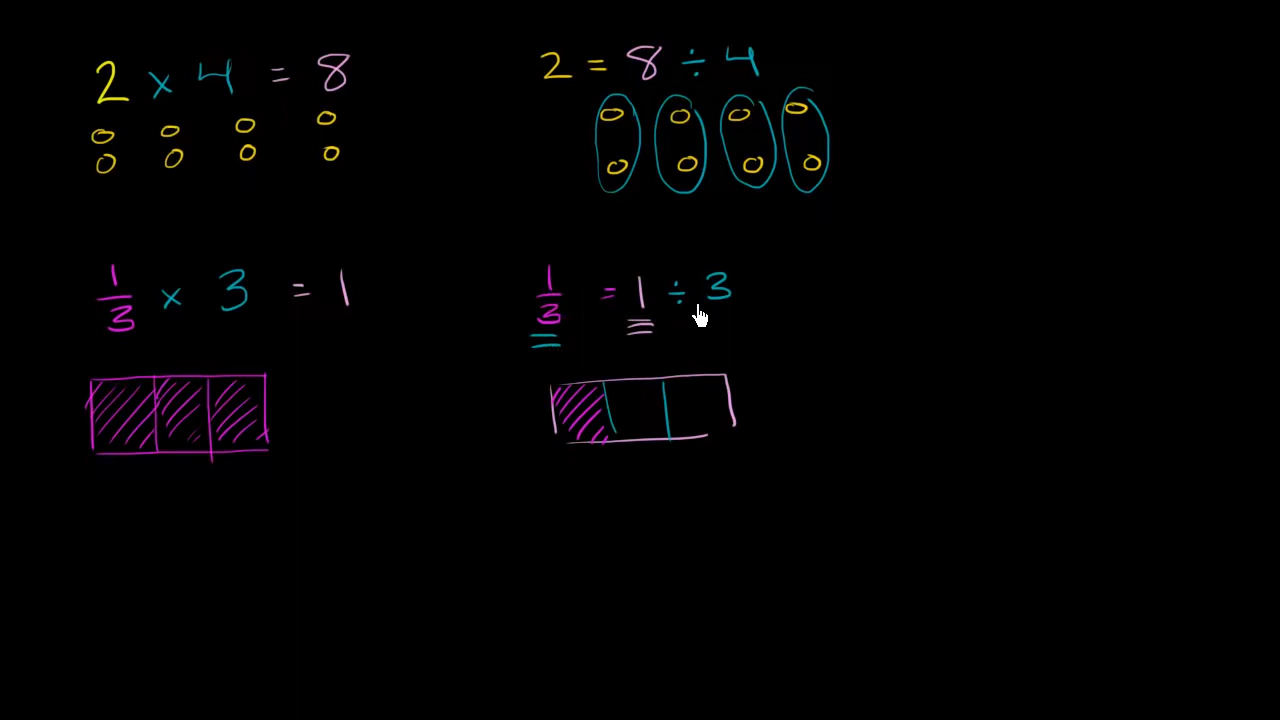 2 × 4 = 8
2 = 8 ÷ 4
1/3 × 3 = 1
1/3 = 1 ÷ 3